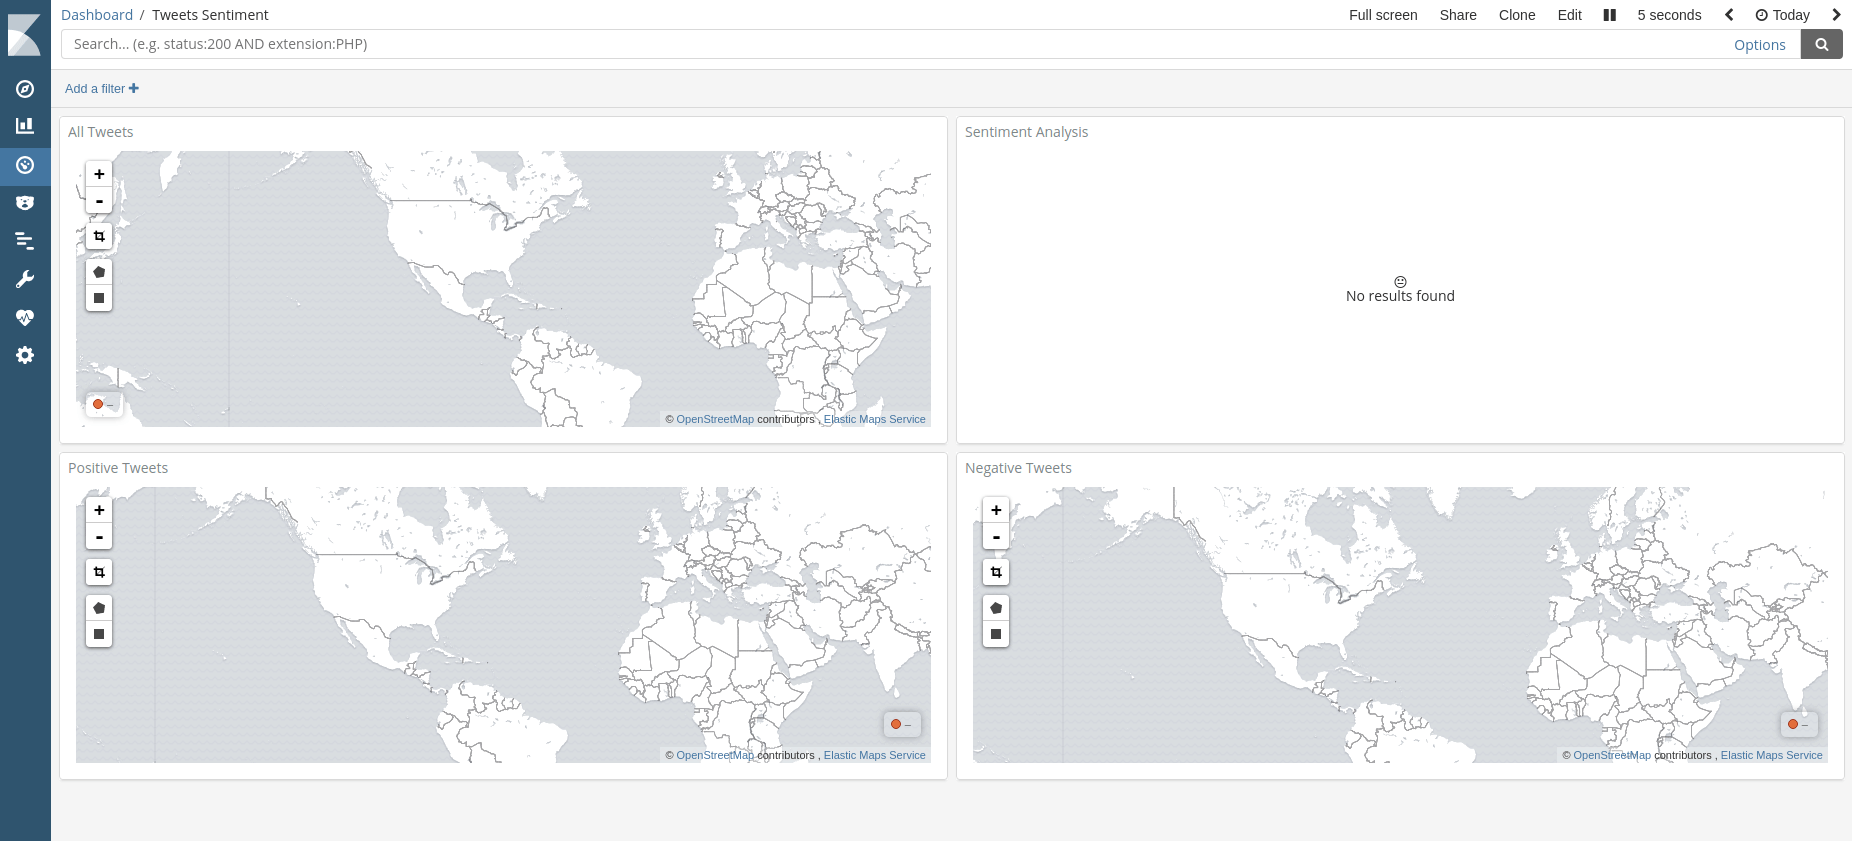 Dashboard / Tweets Sentiment
Full screen Share Clone Edit 5 seconds Today
Search... (e.g. status:200 AND extension:PHP)
Options
Add a filter
All Tweets
+
-
–
© OpenStreetMap contributors , Elastic Maps Service
Sentiment Analysis
No results found
Positive Tweets
+
-
–
© OpenStreetMap contributors , Elastic Maps Service
Negative Tweets
+
-
–
© OpenStreetMap contributors , Elastic Maps Service